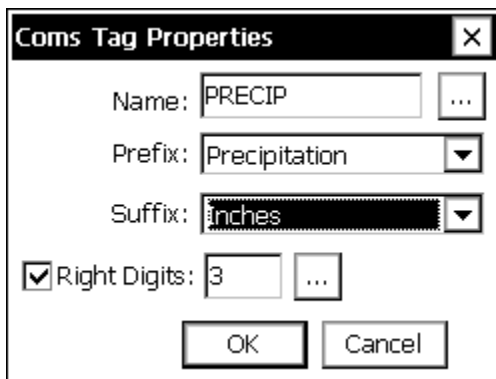 Coms Tag Properties
Name: PRECIP ...
Prefix: Precipitation
Suffix: Inches
Right Digits: 3 ...
OK Cancel